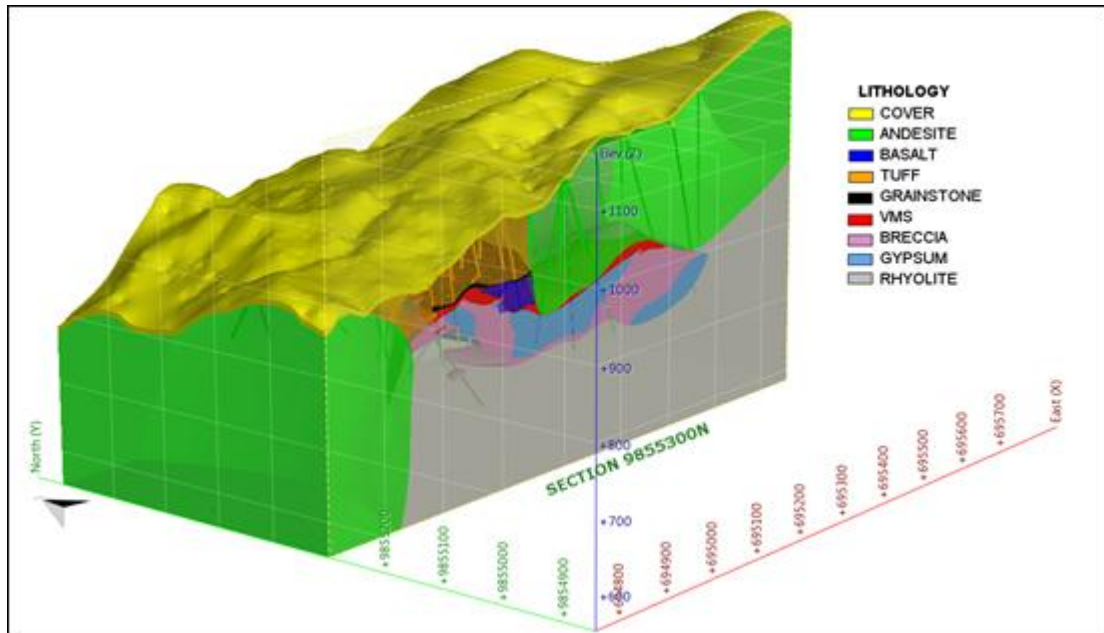 LITHOLOGY
COVER
ANDESITE
BASALT
TUFF
GRAINSTONE
VMS
BRECCIA
GYPSUM
RHYOLITE
Elev (Z)
+1100
+1000
+900
+800
+700
SECTION 9855300N
North (Y)
+9855100
+9855000
+9854900
East (X)
+695700
+695600
+695500
+695400
+695300
+695200
+695100
+695000
+694900